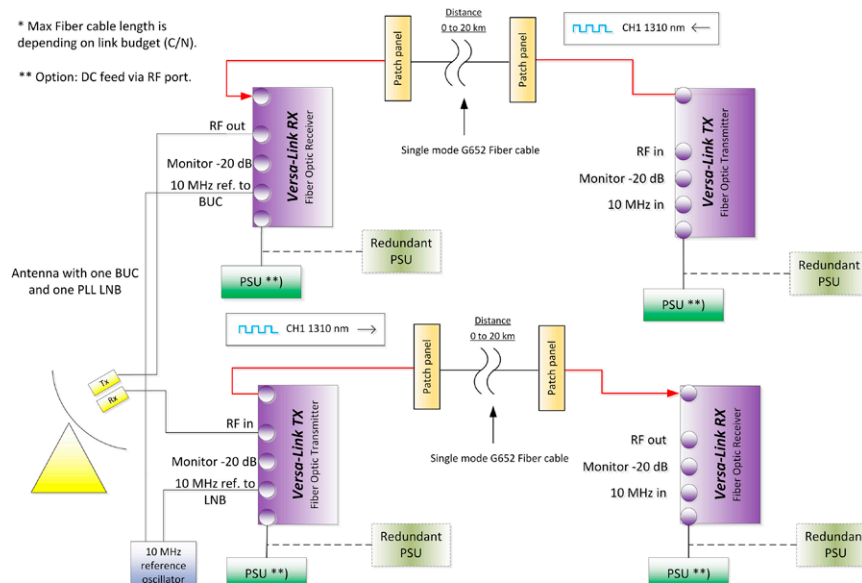 * Max Fiber cable length is
depending on link budget (C/N).
** Option: DC feed via RF port.
Distance
0 to 20 km
CH1 1310 nm
Patch panel
Patch panel
Single mode G652 Fiber cable
RF out
Monitor -20 dB
10 MHz ref. to
BUC
Versa-Link RX
Fiber Optic Receiver
RF in
Monitor -20 dB
10 MHz in
Versa-Link TX
Fiber Optic Transmitter
Redundant
PSU
PSU **)
Redundant
PSU
PSU **)
Antenna with one BUC
and one PLL LNB
CH1 1310 nm
Distance
0 to 20 km
Patch panel
Patch panel
Single mode G652 Fiber cable
Tx
Rx
RF in
Monitor -20 dB
10 MHz ref. to
LNB
Versa-Link TX
Fiber Optic Transmitter
RF out
Monitor -20 dB
10 MHz in
Versa-Link RX
Fiber Optic Receiver
Redundant
PSU
PSU **)
Redundant
PSU
PSU **)
10 MHz
reference
oscillator